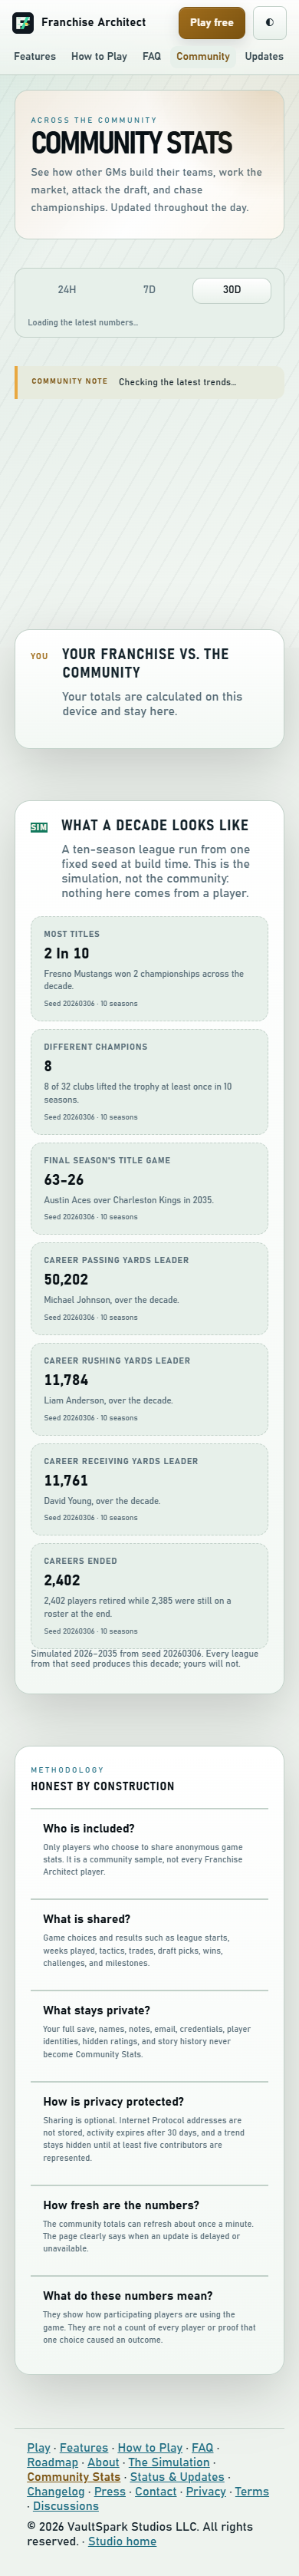 Franchise Architect
Play free
Features How to Play FAQ Community Updates
ACROSS THE COMMUNITY
COMMUNITY STATS
See how other GMs build their teams, work the
market, attack the draft, and chase
championships. Updated throughout the day.
24H 7D 30D
Loading the latest numbers…
COMMUNITY NOTE Checking the latest trends…
YOU
YOUR FRANCHISE VS. THE
COMMUNITY
Your totals are calculated on this
device and stay here.
SIM
WHAT A DECADE LOOKS LIKE
A ten-season league run from one
fixed seed at build time. This is the
simulation, not the community:
nothing here comes from a player.
MOST TITLES
2 In 10
Fresno Mustangs won 2 championships across the
decade.
Seed 20260306 · 10 seasons
DIFFERENT CHAMPIONS
8
8 of 32 clubs lifted the trophy at least once in 10
seasons.
Seed 20260306 · 10 seasons
FINAL SEASON'S TITLE GAME
63-26
Austin Aces over Charleston Kings in 2035.
Seed 20260306 · 10 seasons
CAREER PASSING YARDS LEADER
50,202
Michael Johnson, over the decade.
Seed 20260306 · 10 seasons
CAREER RUSHING YARDS LEADER
11,784
Liam Anderson, over the decade.
Seed 20260306 · 10 seasons
CAREER RECEIVING YARDS LEADER
11,761
David Young, over the decade.
Seed 20260306 · 10 seasons
CAREERS ENDED
2,402
2,402 players retired while 2,385 were still on a
roster at the end.
Seed 20260306 · 10 seasons
Simulated 2026–2035 from seed 20260306. Every league
from that seed produces this decade; yours will not.
METHODOLOGY
HONEST BY CONSTRUCTION
Who is included?
Only players who choose to share anonymous game
stats. It is a community sample, not every Franchise
Architect player.
What is shared?
Game choices and results such as league starts,
weeks played, tactics, trades, draft picks, wins,
challenges, and milestones.
What stays private?
Your full save, names, notes, email, credentials, player
identities, hidden ratings, and story history never
become Community Stats.
How is privacy protected?
Sharing is optional. Internet Protocol addresses are
not stored, activity expires after 30 days, and a trend
stays hidden until at least five contributors are
represented.
How fresh are the numbers?
The community totals can refresh about once a minute.
The page clearly says when an update is delayed or
unavailable.
What do these numbers mean?
They show how participating players are using the
game. They are not a count of every player or proof that
one choice caused an outcome.
Play · Features · How to Play · FAQ ·
Roadmap · About · The Simulation ·
Community Stats · Status & Updates ·
Changelog · Press · Contact · Privacy · Terms
· Discussions
© 2026 VaultSpark Studios LLC. All rights
reserved. · Studio home